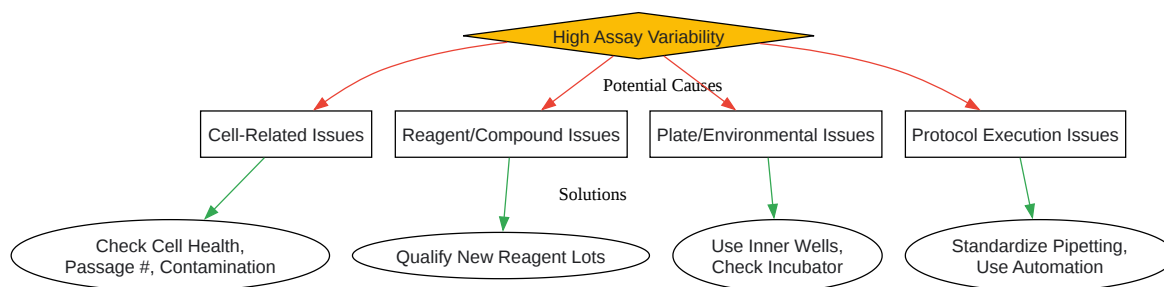 High Assay Variability
Potential Causes
Cell-Related Issues
Reagent/Compound Issues
Plate/Environmental Issues
Protocol Execution Issues
Solutions
Check Cell Health,
Passage #, Contamination
Qualify New Reagent Lots
Use Inner Wells,
Check Incubator
Standardize Pipetting,
Use Automation